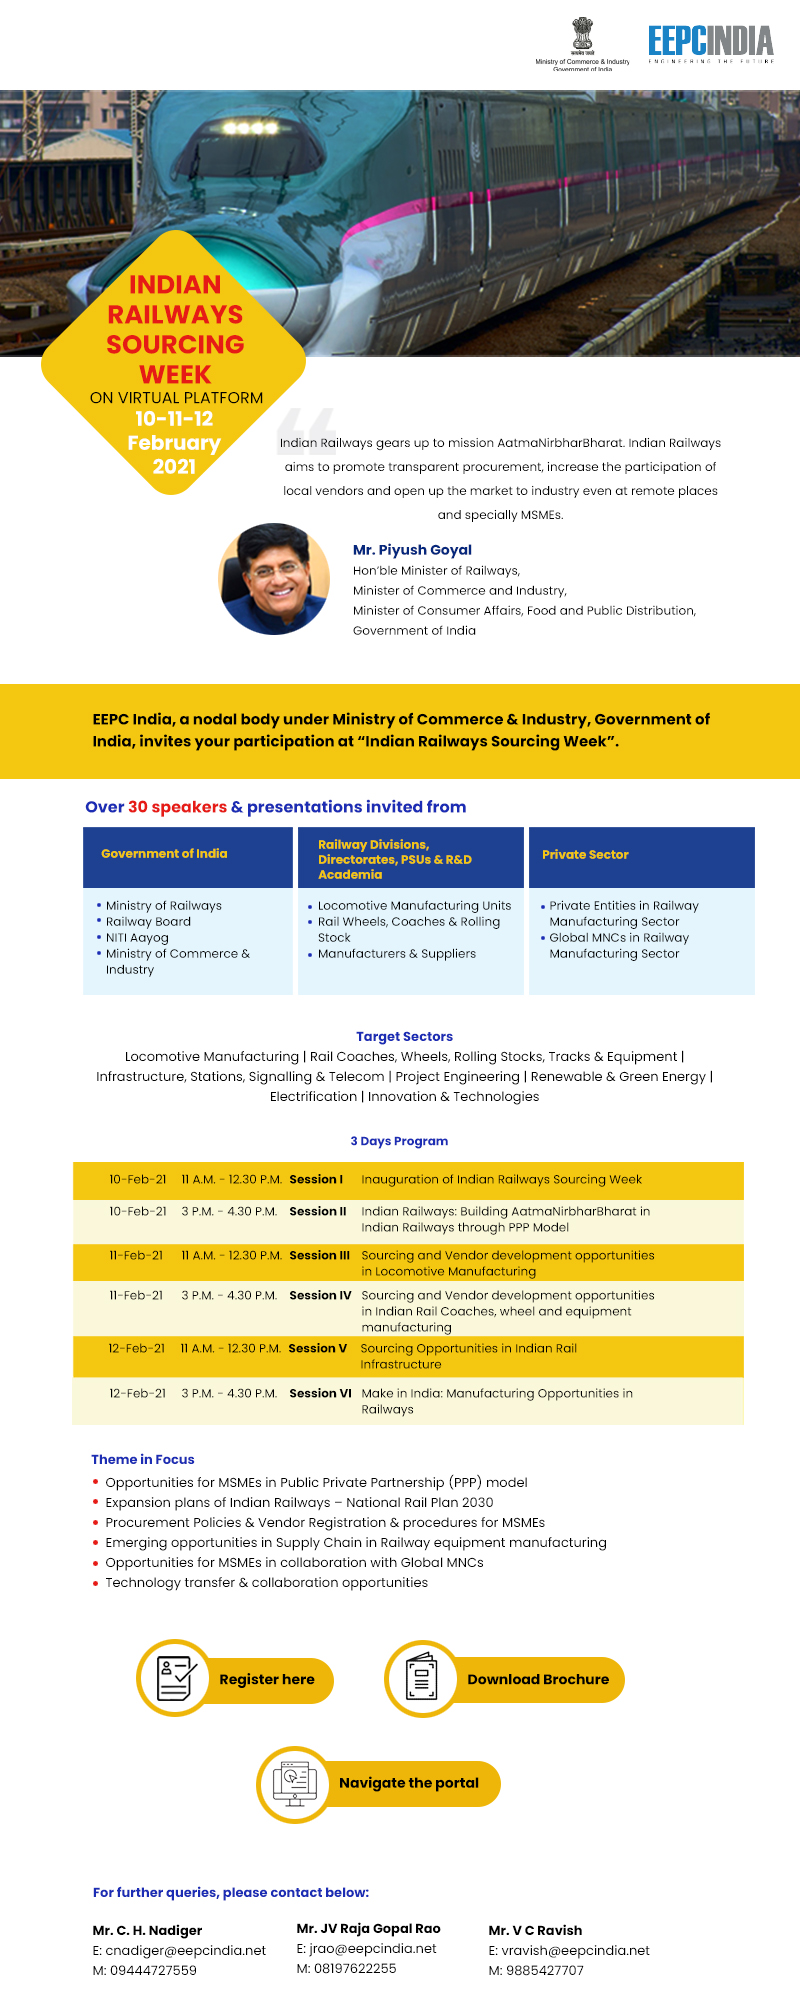 सत्यमेव जयते
Ministry of Commerce & Industry
Government of India
EEPCINDIA
ENGINEERING THE FUTURE
INDIAN
RAILWAYS
SOURCING
WEEK
ON VIRTUAL PLATFORM
10-11-12
February
2021
“
Indian Railways gears up to mission AatmaNirbharBharat. Indian Railways
aims to promote transparent procurement, increase the participation of
local vendors and open up the market to industry even at remote places
and specially MSMEs.
Mr. Piyush Goyal
Hon'ble Minister of Railways,
Minister of Commerce and Industry,
Minister of Consumer Affairs, Food and Public Distribution,
Government of India
EEPC India, a nodal body under Ministry of Commerce & Industry, Government of
India, invites your participation at “Indian Railways Sourcing Week”.
Over 30 speakers & presentations invited from
Government of India
• Ministry of Railways
• Railway Board
• NITI Aayog
• Ministry of Commerce &
Industry
Railway Divisions,
Directorates, PSUs & R&D
Academia
• Locomotive Manufacturing Units
• Rail Wheels, Coaches & Rolling
Stock
• Manufacturers & Suppliers
Private Sector
• Private Entities in Railway
Manufacturing Sector
• Global MNCs in Railway
Manufacturing Sector
Target Sectors
Locomotive Manufacturing | Rail Coaches, Wheels, Rolling Stocks, Tracks & Equipment |
Infrastructure, Stations, Signalling & Telecom | Project Engineering | Renewable & Green Energy |
Electrification | Innovation & Technologies
3 Days Program
10-Feb-21 11 A.M. - 12.30 P.M. Session I Inauguration of Indian Railways Sourcing Week
10-Feb-21 3 P.M. - 4.30 P.M. Session II Indian Railways: Building AatmaNirbharBharat in
Indian Railways through PPP Model
11-Feb-21 11 A.M. - 12.30 P.M. Session III Sourcing and Vendor development opportunities
in Locomotive Manufacturing
11-Feb-21 3 P.M. - 4.30 P.M. Session IV Sourcing and Vendor development opportunities
in Indian Rail Coaches, wheel and equipment
manufacturing
12-Feb-21 11 A.M. - 12.30 P.M. Session V Sourcing Opportunities in Indian Rail
Infrastructure
12-Feb-21 3 P.M. - 4.30 P.M. Session VI Make in India: Manufacturing Opportunities in
Railways
Theme in Focus
• Opportunities for MSMEs in Public Private Partnership (PPP) model
• Expansion plans of Indian Railways – National Rail Plan 2030
• Procurement Policies & Vendor Registration & procedures for MSMEs
• Emerging opportunities in Supply Chain in Railway equipment manufacturing
• Opportunities for MSMEs in collaboration with Global MNCs
• Technology transfer & collaboration opportunities
Register here
Download Brochure
Navigate the portal
For further queries, please contact below:
Mr. C. H. Nadiger
E: cnadiger@eepcindia.net
M: 09444727559
Mr. JV Raja Gopal Rao
E: jrao@eepcindia.net
M: 08197622255
Mr. V C Ravish
E: vravish@eepcindia.net
M: 9885427707